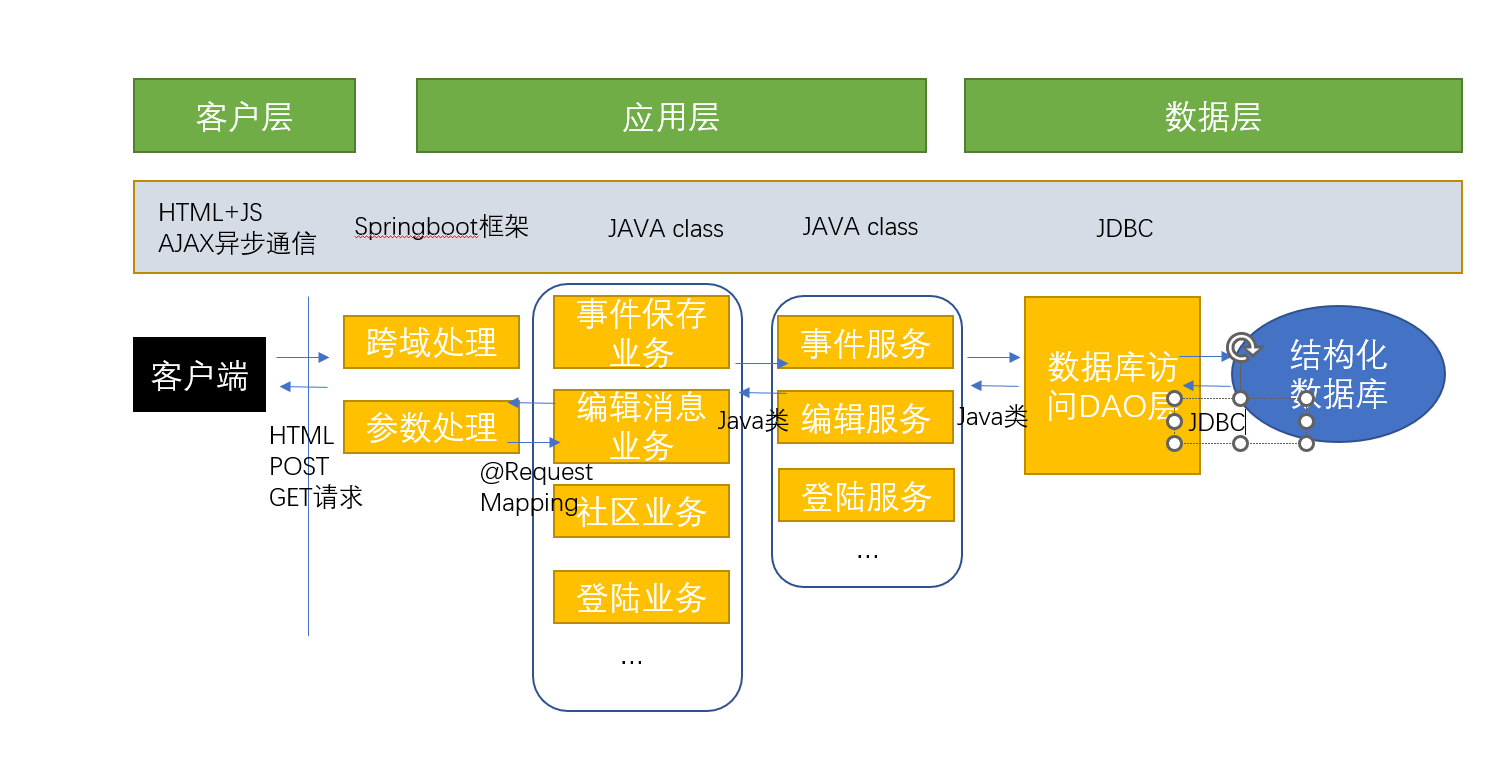 客户层
应用层
数据层
HTML+JS
AJAX异步通信
Springboot框架
JAVA class
JAVA class
JDBC
客户端
HTML
POST
GET请求
跨域处理
参数处理
@Request
Mapping
事件保存
业务
编辑消息
业务
社区业务
登陆业务
...
Java类
事件服务
编辑服务
登陆服务
...
Java类
数据库访
问DAO层
JDBC
结构化
数据库